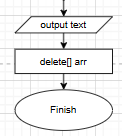 output text
delete[] arr
Finish